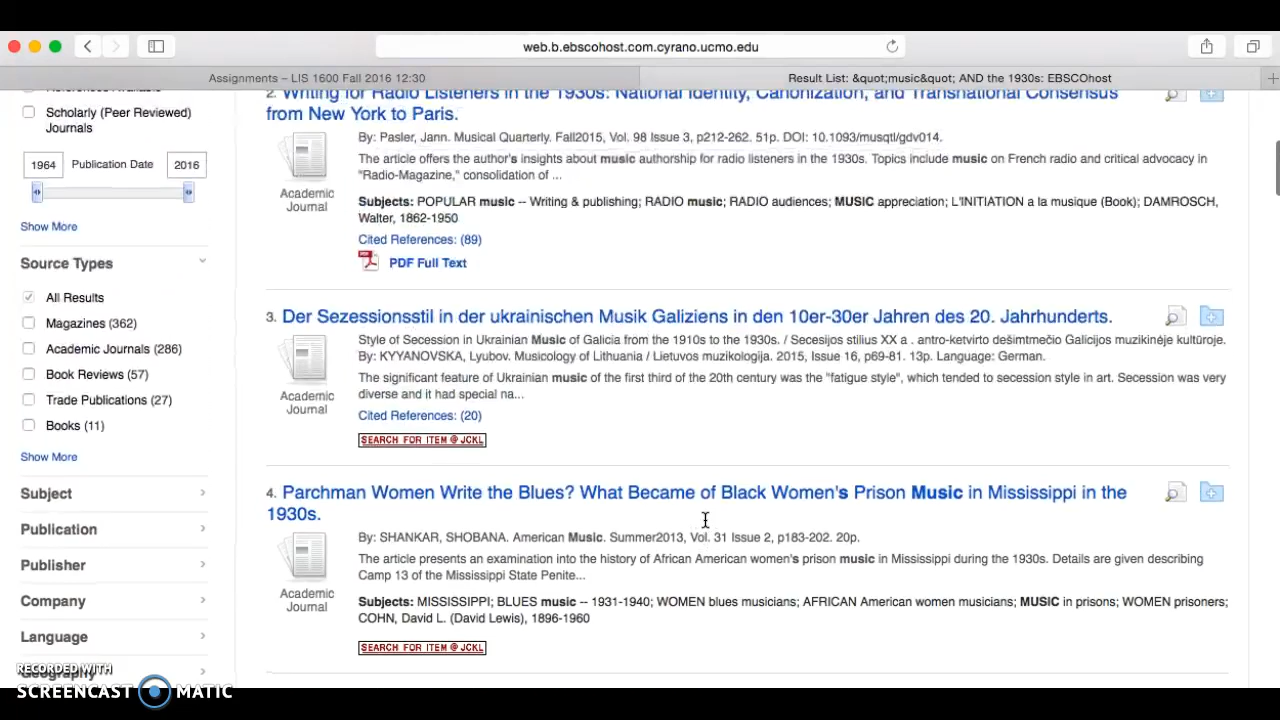 web.b.ebscohost.com.cyrano.ucmo.edu
Assignments – LIS 1600 Fall 2016 12:30
Result List: &quot;music&quot; AND the 1930s: EBSCOhost
References Available
Scholarly (Peer Reviewed)
Journals
1964 Publication Date 2016
Show More
Source Types
All Results
Magazines (362)
Academic Journals (286)
Book Reviews (57)
Trade Publications (27)
Books (11)
Show More
Subject
Publication
Publisher
Company
Language
Geography
2. Writing for Radio Listeners in the 1930s: National Identity, Canonization, and Transnational Consensus
from New York to Paris.
Academic
Journal
By: Pasler, Jann. Musical Quarterly. Fall2015, Vol. 98 Issue 3, p212-262. 51p. DOI: 10.1093/musqtl/gdv014.
The article offers the author's insights about music authorship for radio listeners in the 1930s. Topics include music on French radio and critical advocacy in
"Radio-Magazine," consolidation of ...
Subjects: POPULAR music -- Writing & publishing; RADIO music; RADIO audiences; MUSIC appreciation; L'INITIATION a la musique (Book); DAMROSCH,
Walter, 1862-1950
Cited References: (89)
PDF Full Text
3. Der Sezessionsstil in der ukrainischen Musik Galiziens in den 10er-30er Jahren des 20. Jahrhunderts.
Academic
Journal
Style of Secession in Ukrainian Music of Galicia from the 1910s to the 1930s. / Secesijos stilius XX a . antro-ketvirto dešimtmečio Galicijos muzikinėje kultūroje.
By: KYYANOVSKA, Lyubov. Musicology of Lithuania / Lietuvos muzikologija. 2015, Issue 16, p69-81. 13p. Language: German.
The significant feature of Ukrainian music of the first third of the 20th century was the "fatigue style", which tended to secession style in art. Secession was very
diverse and it had special na...
Cited References: (20)
SEARCH FOR ITEM @ JCKL
4. Parchman Women Write the Blues? What Became of Black Women's Prison Music in Mississippi in the
1930s.
Academic
Journal
By: SHANKAR, SHOBANA. American Music. Summer2013, Vol. 31 Issue 2, p183-202. 20p.
The article presents an examination into the history of African American women's prison music in Mississippi during the 1930s. Details are given describing
Camp 13 of the Mississippi State Penite...
Subjects: MISSISSIPPI; BLUES music -- 1931-1940; WOMEN blues musicians; AFRICAN American women musicians; MUSIC in prisons; WOMEN prisoners;
COHN, David L. (David Lewis), 1896-1960
SEARCH FOR ITEM @ JCKL
RECORDED WITH
SCREENCAST MATIC